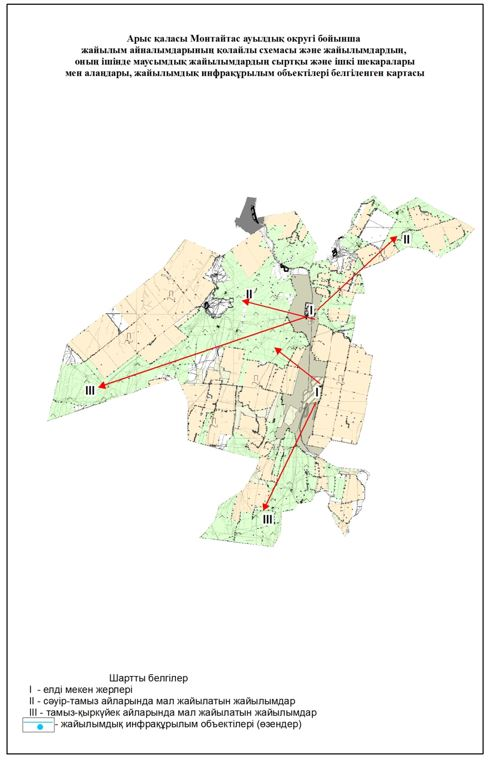 Арыс қаласы Монтайтас ауылдық округі бойынша
жайылым айналымдарының қолайлы схемасы және жайылымдардың,
оның ішінде маусымдық жайылымдардың сыртқы және ішкі шекаралары
мен алаңдары, жайылымдық инфрақұрылым объектілері белгіленген картасы
II
II
I
III
I
III
Шартты белгілер
I - елді мекен жерлері
II - сәуір-тамыз айларында мал жайылатын жайылымдар
III - тамыз-қыркүйек айларында мал жайылатын жайылымдар
- жайылымдық инфрақұрылым объектілері (өзендер)